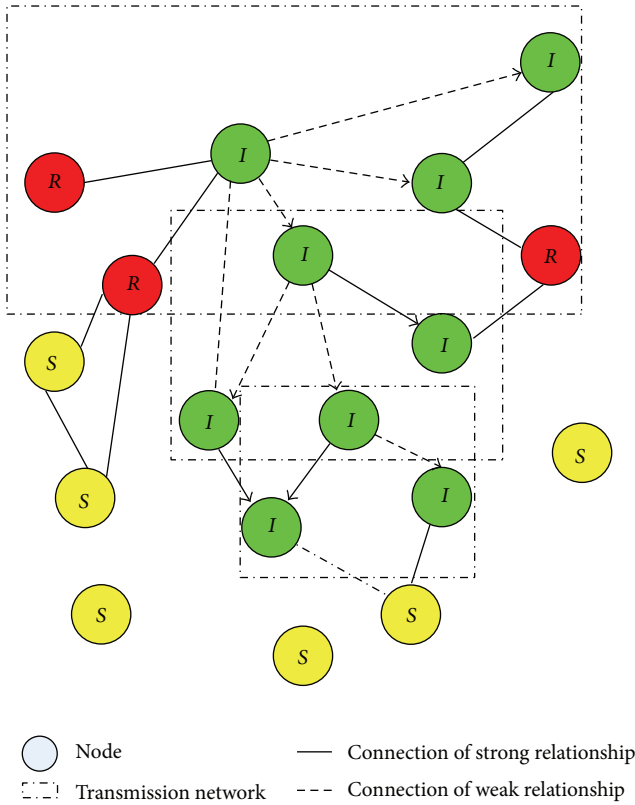 I
I
R
I
I
R
R
I
S
I
I
I
S
S
I
I
S
S
S
Node
Connection of strong relationship
Transmission network
Connection of weak relationship